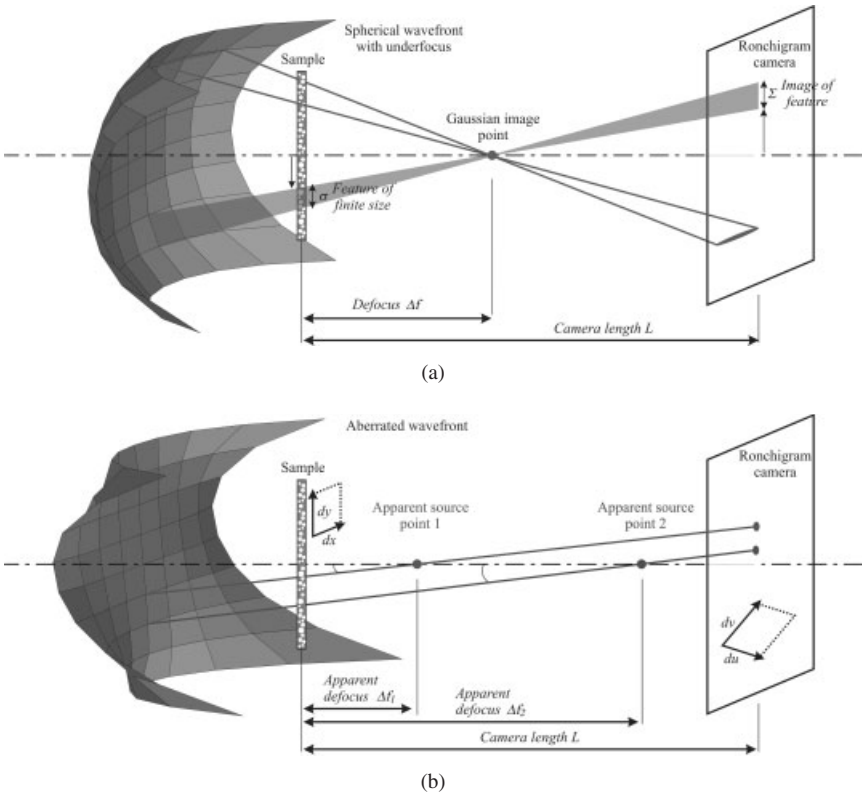 Spherical wavefront
with underfocus
Sample
Ronchigram
camera
Gaussian image
point
Σ Image of
feature
σ Feature of
finite size
Defocus Δf
Camera length L
(a)
Aberrated wavefront
Sample
Ronchigram
camera
dy
dx
Apparent source
point 1
Apparent source
point 2
dv
du
Apparent
defocus Δf1
Apparent
defocus Δf2
Camera length L
(b)